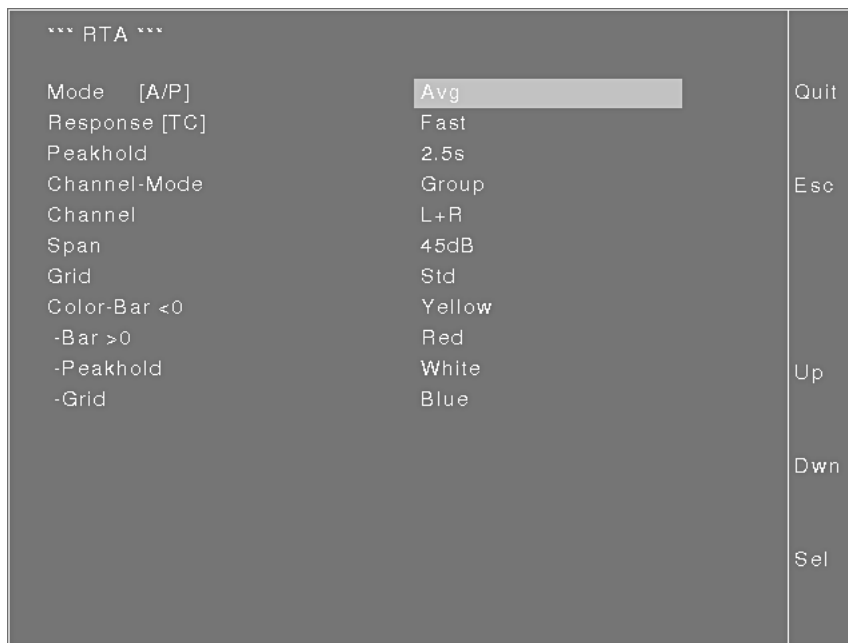 *** RTA ***
Mode [A/P] Avg
Response [TC] Fast
Peakhold 2.5s
Channel-Mode Group
Channel L+R
Span 45dB
Grid Std
Color-Bar <0 Yellow
-Bar >0 Red
-Peakhold White
-Grid Blue
Quit
Esc
Up
Dwn
Sel